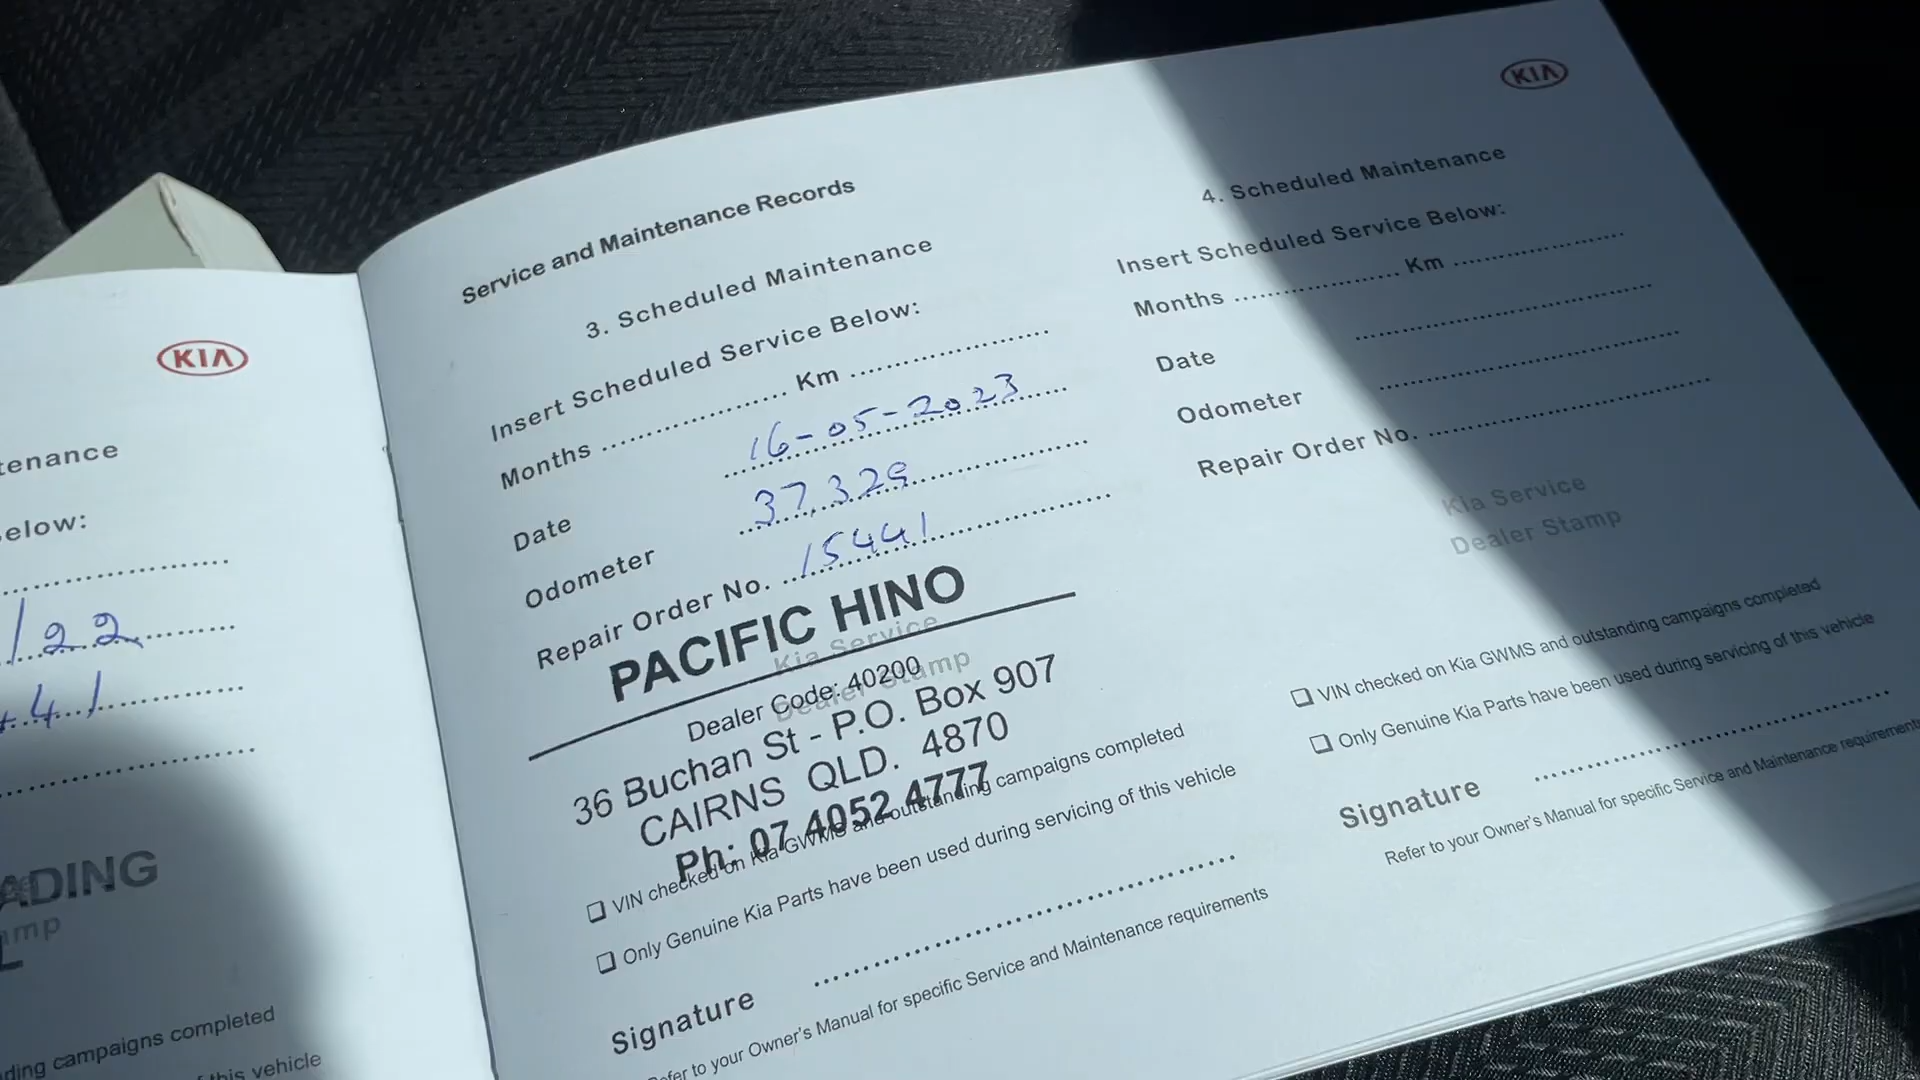 KIA
tenance
elow:
/22
41
ADING
amp
L
ding campaigns completed
this vehicle
Service and Maintenance Records
3. Scheduled Maintenance
Insert Scheduled Service Below:
Months .................... Km ....................
Date 16-05-2023
Odometer 37,329
Repair Order No. 15441
PACIFIC HINO
Kia Service
Dealer Stamp
Dealer Code: 40200
36 Buchan St - P.O. Box 907
CAIRNS QLD. 4870
Ph: 07 4052 4777
VIN checked on Kia GWMS and outstanding campaigns completed
Only Genuine Kia Parts have been used during servicing of this vehicle
Signature ....................
Refer to your Owner's Manual for specific Service and Maintenance requirements
KIA
4. Scheduled Maintenance
Insert Scheduled Service Below:
Months .................... Km ....................
Date ....................
Odometer ....................
Repair Order No. ....................
Kia Service
Dealer Stamp
VIN checked on Kia GWMS and outstanding campaigns completed
Only Genuine Kia Parts have been used during servicing of this vehicle
Signature ....................
Refer to your Owner's Manual for specific Service and Maintenance requirements